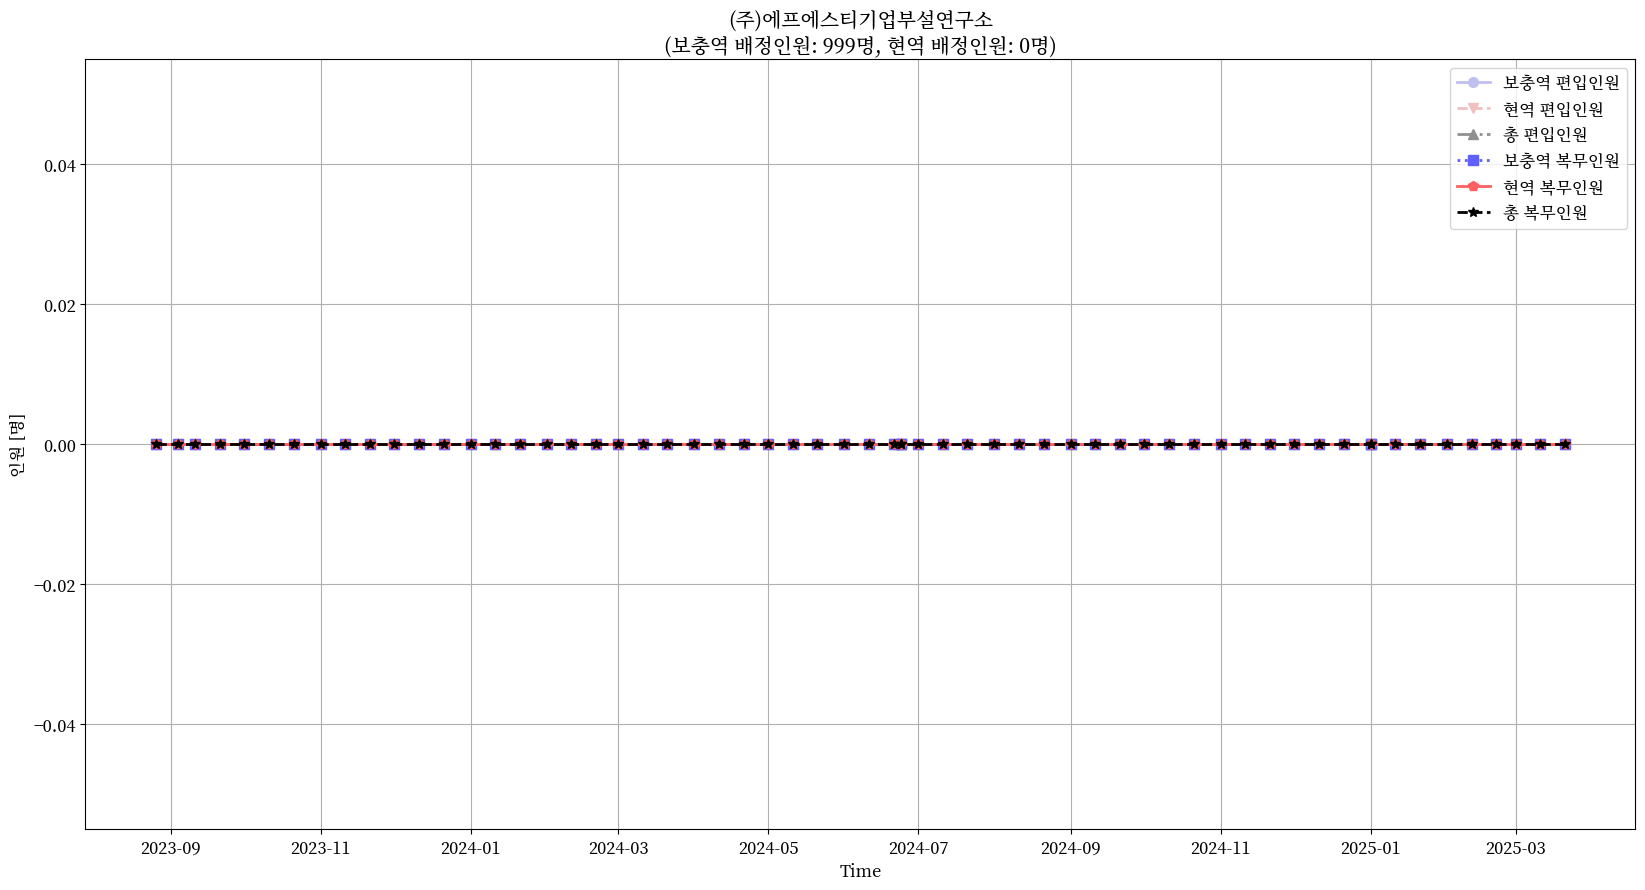 (주)에프에스티기업부설연구소
(보충역 배정인원: 999명, 현역 배정인원: 0명)
보충역 편입인원
현역 편입인원
총 편입인원
보충역 복무인원
현역 복무인원
총 복무인원
인원 [명]
0.04
0.02
0.00
−0.02
−0.04
2023-09 2023-11 2024-01 2024-03 2024-05 2024-07 2024-09 2024-11 2025-01 2025-03
Time